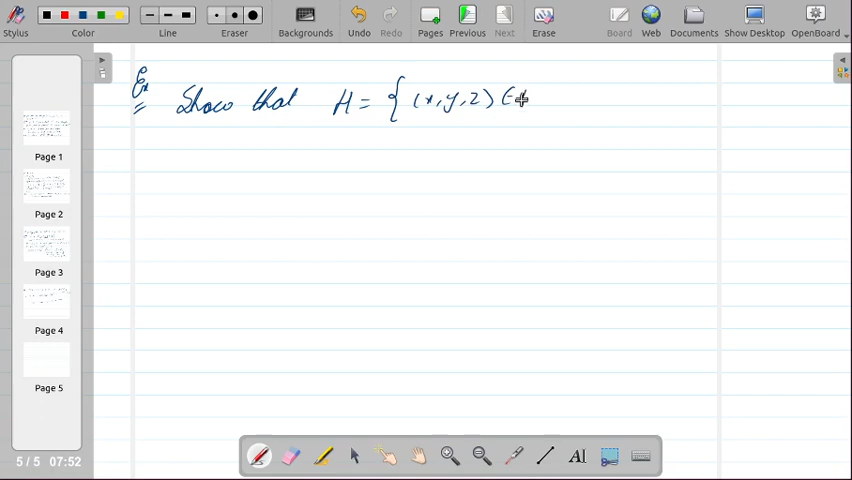 Stylus Color Line Eraser Backgrounds Undo Redo Pages Previous Next Erase Board Web Documents Show Desktop OpenBoard
Ex Show that H = { (x, y, z) ∈
Page 1
Page 2
Page 3
Page 4
Page 5
5 / 5 07:52
AI